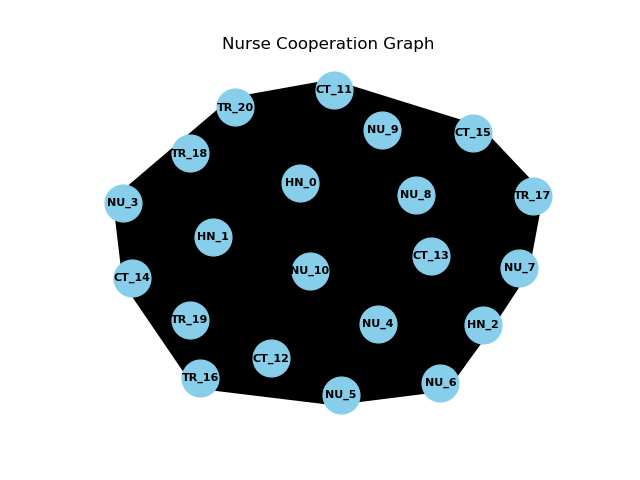 Nurse Cooperation Graph
CT_11
TR_20
NU_9
CT_15
TR_18
HN_0
NU_8
TR_17
NU_3
HN_1
CT_13
NU_7
NU_10
CT_14
TR_19
NU_4
HN_2
CT_12
TR_16
NU_6
NU_5